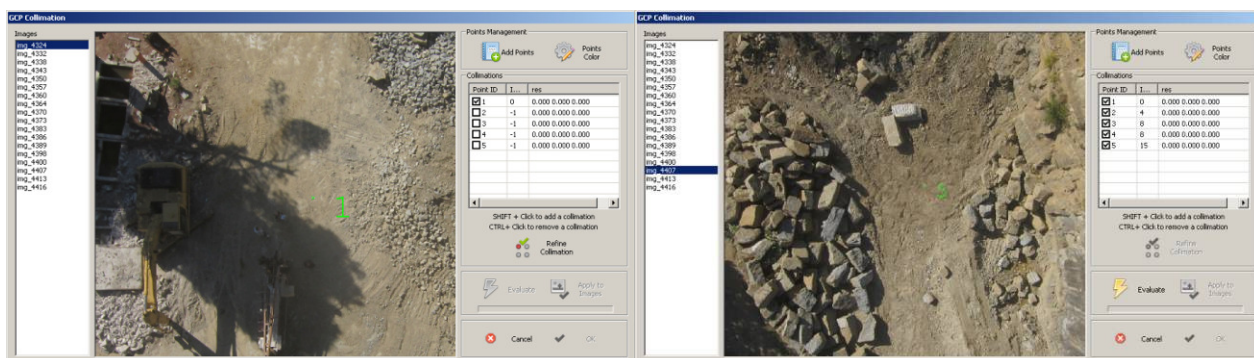 GCP Collimation
Images
img_4324
img_4332
img_4338
img_4343
img_4350
img_4357
img_4360
img_4364
img_4370
img_4373
img_4383
img_4386
img_4389
img_4398
img_4400
img_4407
img_4413
img_4416
1
Points Management
Add Points
Points Color
Collimations
Point ID I... res
1 0 0.000 0.000 0.000
2 -1 0.000 0.000 0.000
3 -1 0.000 0.000 0.000
4 -1 0.000 0.000 0.000
5 -1 0.000 0.000 0.000
SHIFT + Click to add a collimation
CTRL+ Click to remove a collimation
Refine Collimation
Evaluate
Apply to Images
Cancel
OK
GCP Collimation
Images
img_4324
img_4332
img_4338
img_4343
img_4350
img_4357
img_4360
img_4364
img_4370
img_4373
img_4383
img_4386
img_4389
img_4398
img_4400
img_4407
img_4413
img_4416
5
Points Management
Add Points
Points Color
Collimations
Point ID I... res
1 0 0.000 0.000 0.000
2 4 0.000 0.000 0.000
3 8 0.000 0.000 0.000
4 8 0.000 0.000 0.000
5 15 0.000 0.000 0.000
SHIFT + Click to add a collimation
CTRL+ Click to remove a collimation
Refine Collimation
Evaluate
Apply to Images
Cancel
OK